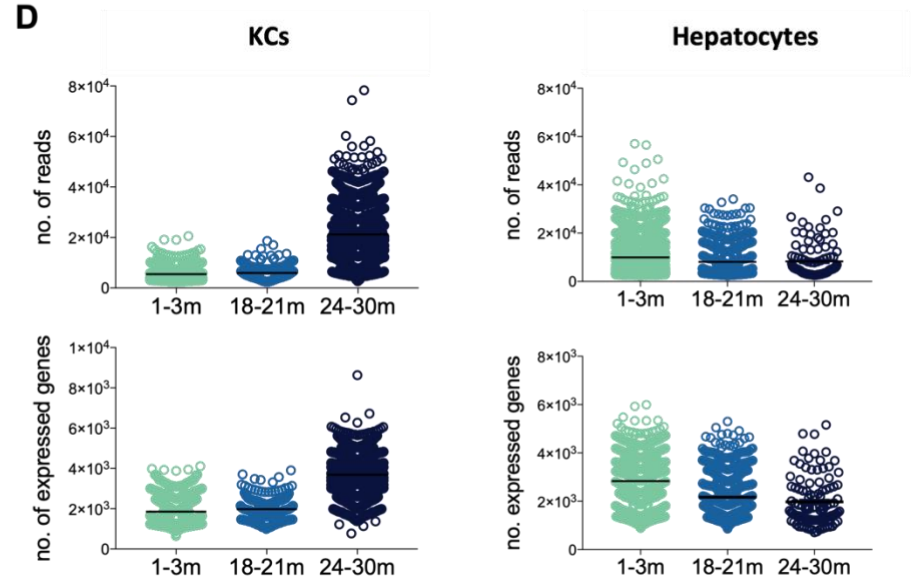 D
KCs
Hepatocytes
no. of reads
8×10⁴
6×10⁴
4×10⁴
2×10⁴
0
1-3m 18-21m 24-30m
no. of reads
8×10⁴
6×10⁴
4×10⁴
2×10⁴
0
1-3m 18-21m 24-30m
no. of expressed genes
1×10⁴
8×10³
6×10³
4×10³
2×10³
0
1-3m 18-21m 24-30m
no. expressed genes
8×10³
6×10³
4×10³
2×10³
0
1-3m 18-21m 24-30m